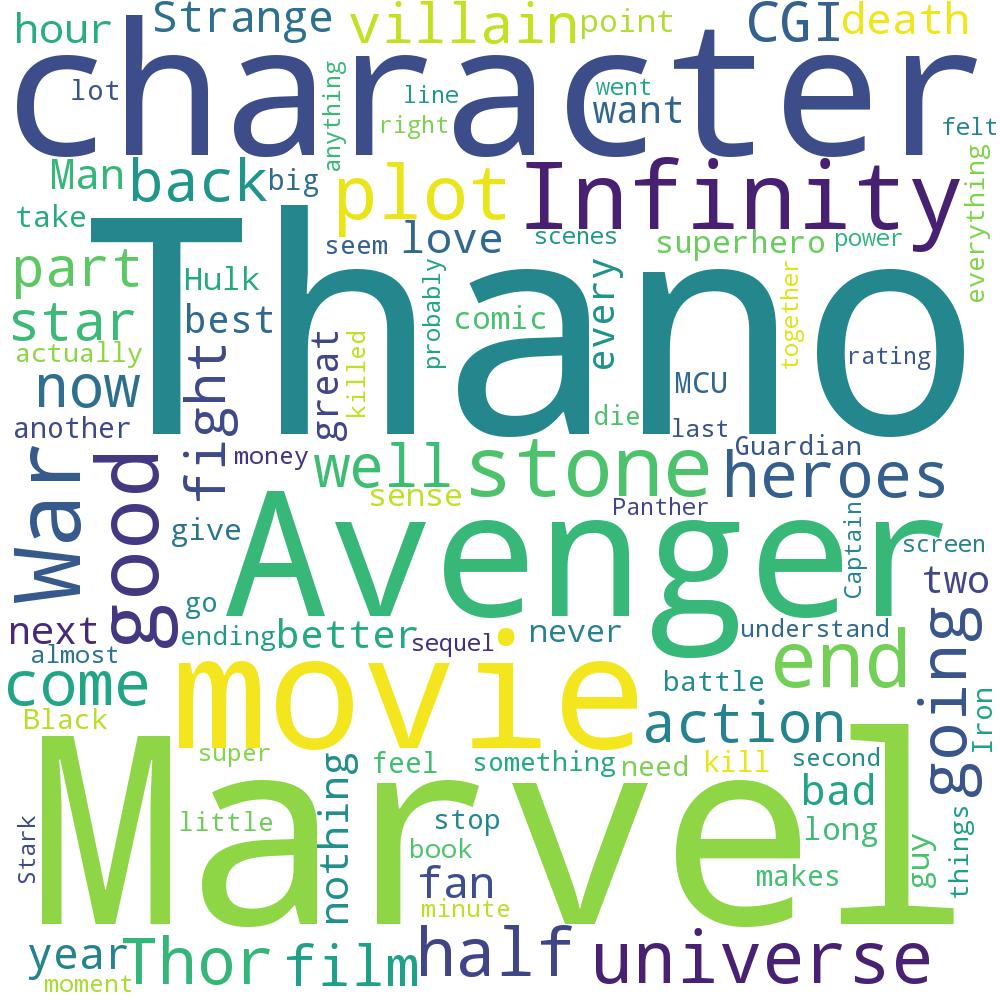 hour
Strange
villain
point
CGI
death
character
lot
anything
line
right
went
want
felt
Man
back
big
plot
Infinity
everything
take
seem
love
scenes
superhero
power
part
Hulk
Thano
probably
every
together
star
best
comic
rating
actually
fight
great
killed
now
MCU
another
die
last
War
good
money
well
stone
Guardian
heroes
sense
Panther
give
Avenger
Captain
screen
two
go
next
ending
better
sequel
never
understand
going
almost
movie
end
come
battle
Iron
Black
action
super
nothing
feel
something
need
kill
second
Marvel
bad
Stark
little
stop
long
guy
things
book
fan
makes
minute
year
Thor
film
half
universe
moment